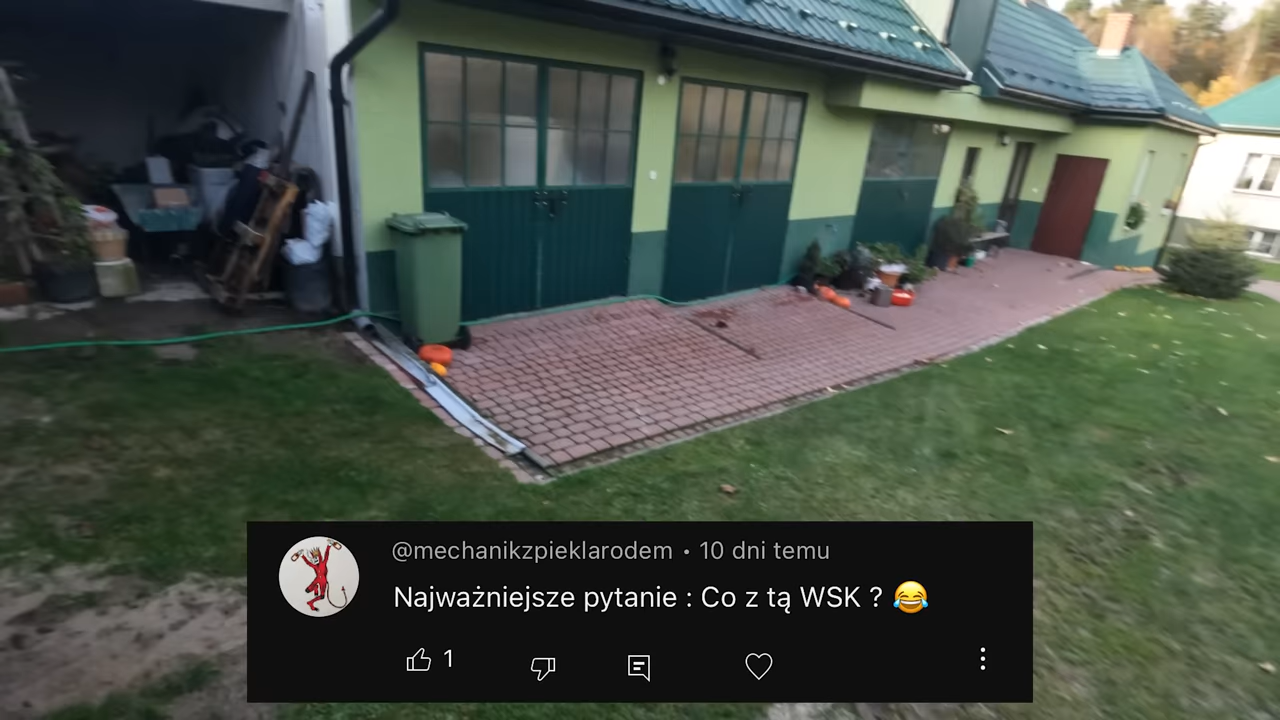 @mechanikzpieklarodem • 10 dni temu
Najważniejsze pytanie : Co z tą WSK ? 😂
1